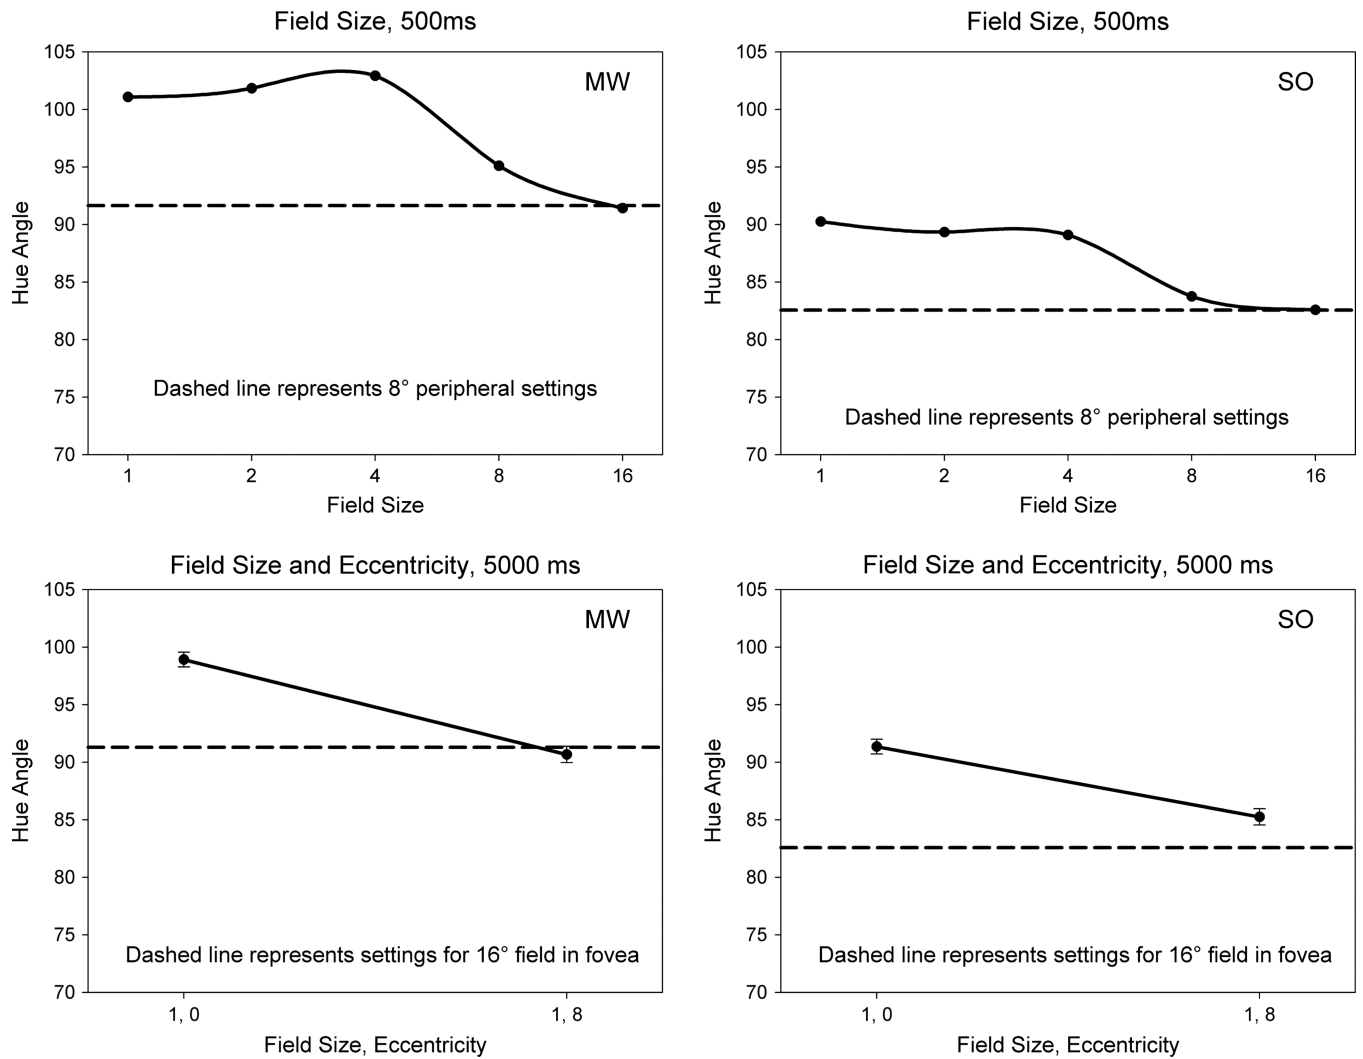 Field Size, 500ms
MW
105
100
95
90
85
80
75
70
Hue Angle
Dashed line represents 8° peripheral settings
1 2 4 8 16
Field Size
Field Size, 500ms
SO
105
100
95
90
85
80
75
70
Hue Angle
Dashed line represents 8° peripheral settings
1 2 4 8 16
Field Size
Field Size and Eccentricity, 5000 ms
MW
105
100
95
90
85
80
75
70
Hue Angle
Dashed line represents settings for 16° field in fovea
1, 0 1, 8
Field Size, Eccentricity
Field Size and Eccentricity, 5000 ms
SO
105
100
95
90
85
80
75
70
Hue Angle
Dashed line represents settings for 16° field in fovea
1, 0 1, 8
Field Size, Eccentricity